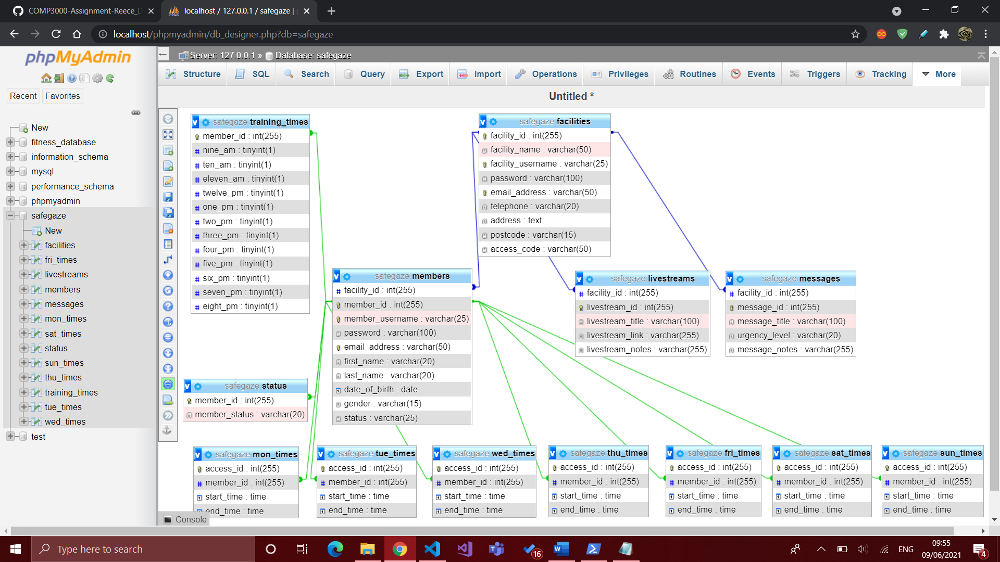 COMP3000-Assignment-Reece_D
localhost / 127.0.0.1 / safegaze |
localhost/phpmyadmin/db_designer.php?db=safegaze
phpMyAdmin
Recent
Favorites
New
fitness_database
information_schema
mysql
performance_schema
phpmyadmin
safegaze
New
facilities
fri_times
livestreams
members
messages
mon_times
sat_times
status
sun_times
thu_times
training_times
tue_times
wed_times
test
Server: 127.0.0.1 » Database: safegaze
Structure
SQL
Search
Query
Export
Import
Operations
Privileges
Routines
Events
Triggers
Tracking
More
Untitled *
safegaze training_times
member_id : int(255)
nine_am : tinyint(1)
ten_am : tinyint(1)
eleven_am : tinyint(1)
twelve_pm : tinyint(1)
one_pm : tinyint(1)
two_pm : tinyint(1)
three_pm : tinyint(1)
four_pm : tinyint(1)
five_pm : tinyint(1)
six_pm : tinyint(1)
seven_pm : tinyint(1)
eight_pm : tinyint(1)
safegaze facilities
facility_id : int(255)
facility_name : varchar(50)
facility_username : varchar(25)
password : varchar(100)
email_address : varchar(50)
telephone : varchar(20)
address : text
postcode : varchar(15)
access_code : varchar(50)
safegaze members
facility_id : int(255)
member_id : int(255)
member_username : varchar(25)
password : varchar(100)
email_address : varchar(50)
first_name : varchar(20)
last_name : varchar(20)
date_of_birth : date
gender : varchar(15)
status : varchar(25)
safegaze livestreams
facility_id : int(255)
livestream_id : int(255)
livestream_title : varchar(100)
livestream_link : varchar(255)
livestream_notes : varchar(255)
safegaze messages
facility_id : int(255)
message_id : int(255)
message_title : varchar(100)
urgency_level : varchar(20)
message_notes : varchar(255)
safegaze status
member_id : int(255)
member_status : varchar(20)
safegaze mon_times
access_id : int(255)
member_id : int(255)
start_time : time
end_time : time
safegaze tue_times
access_id : int(255)
member_id : int(255)
start_time : time
end_time : time
safegaze wed_times
access_id : int(255)
member_id : int(255)
start_time : time
end_time : time
safegaze thu_times
access_id : int(255)
member_id : int(255)
start_time : time
end_time : time
safegaze fri_times
access_id : int(255)
member_id : int(255)
start_time : time
end_time : time
safegaze sat_times
access_id : int(255)
member_id : int(255)
start_time : time
end_time : time
safegaze sun_times
access_id : int(255)
member_id : int(255)
start_time : time
end_time : time
Console
Type here to search
16
ENG
09:55
09/06/2021
4